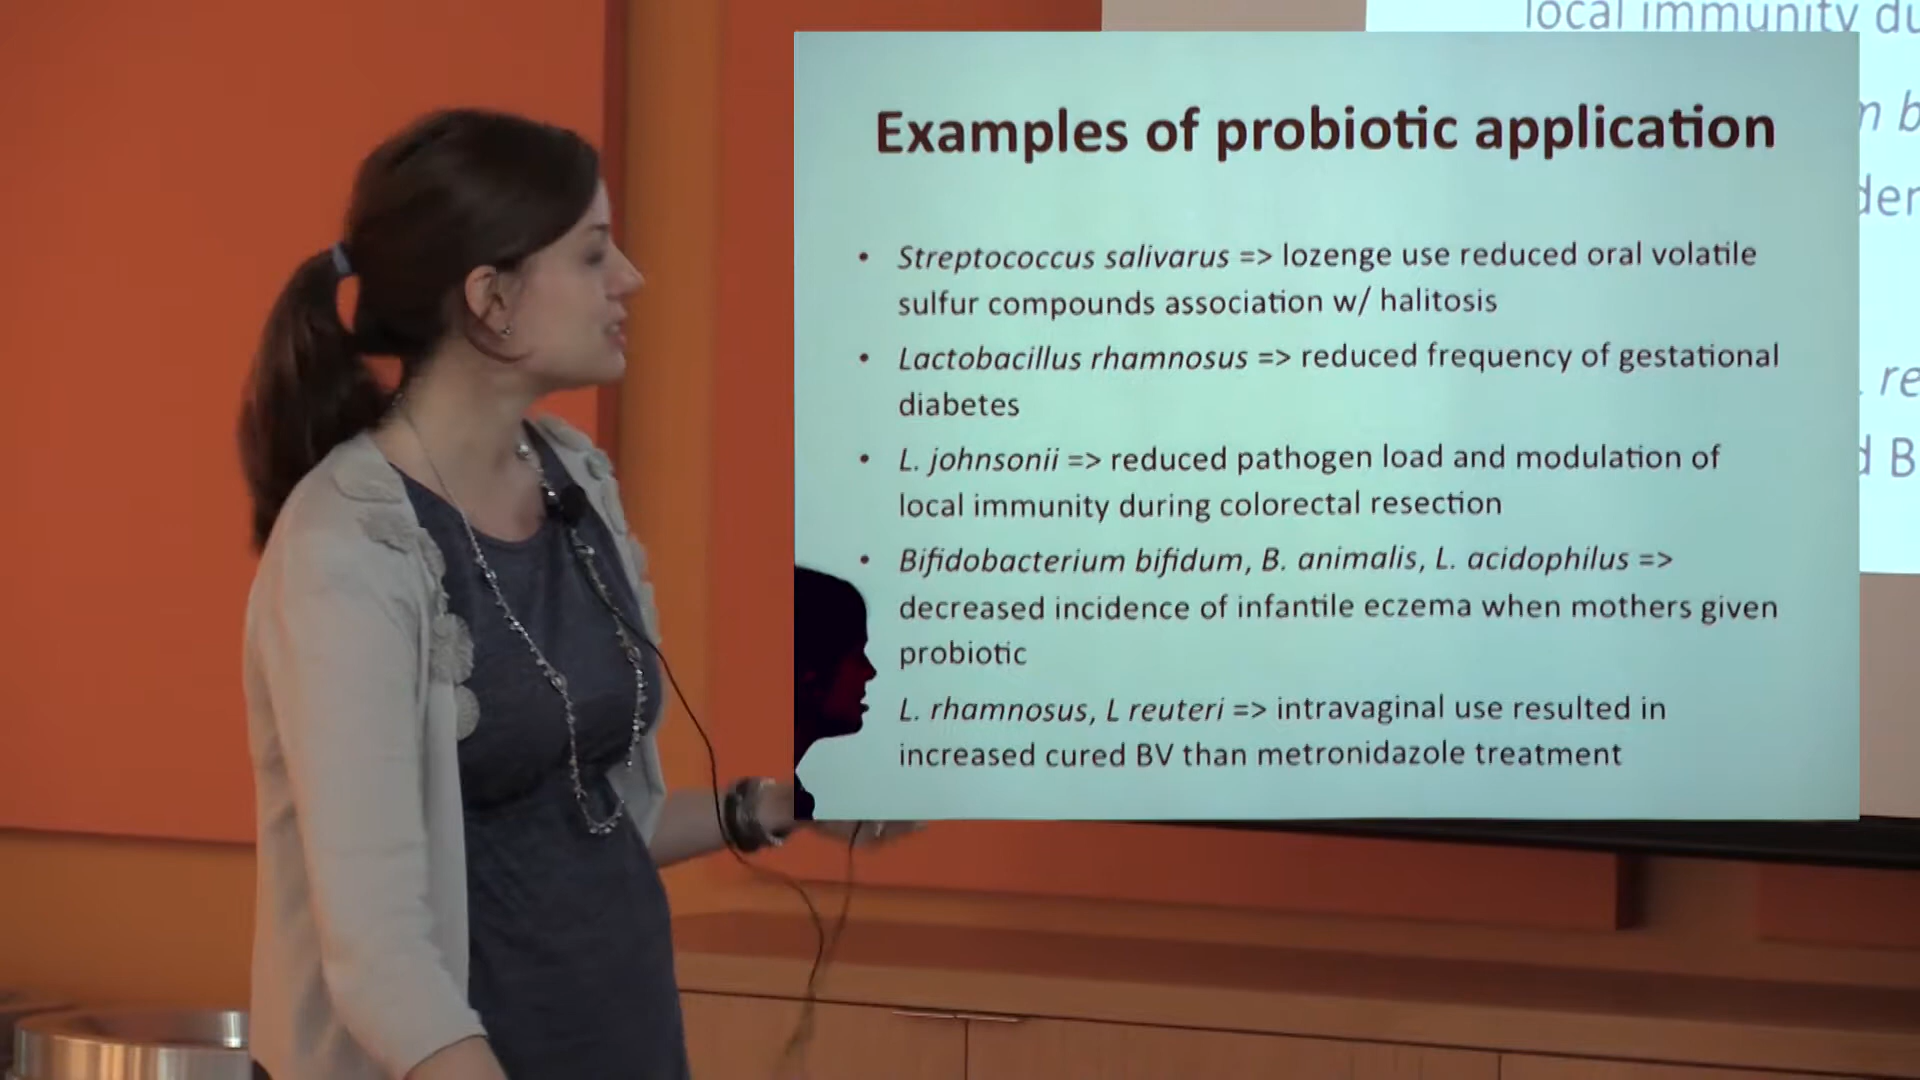 Examples of probiotic application
• Streptococcus salivarus => lozenge use reduced oral volatile
sulfur compounds association w/ halitosis
• Lactobacillus rhamnosus => reduced frequency of gestational
diabetes
• L. johnsonii => reduced pathogen load and modulation of
local immunity during colorectal resection
• Bifidobacterium bifidum, B. animalis, L. acidophilus =>
decreased incidence of infantile eczema when mothers given
probiotic
L. rhamnosus, L reuteri => intravaginal use resulted in
increased cured BV than metronidazole treatment
local immunity